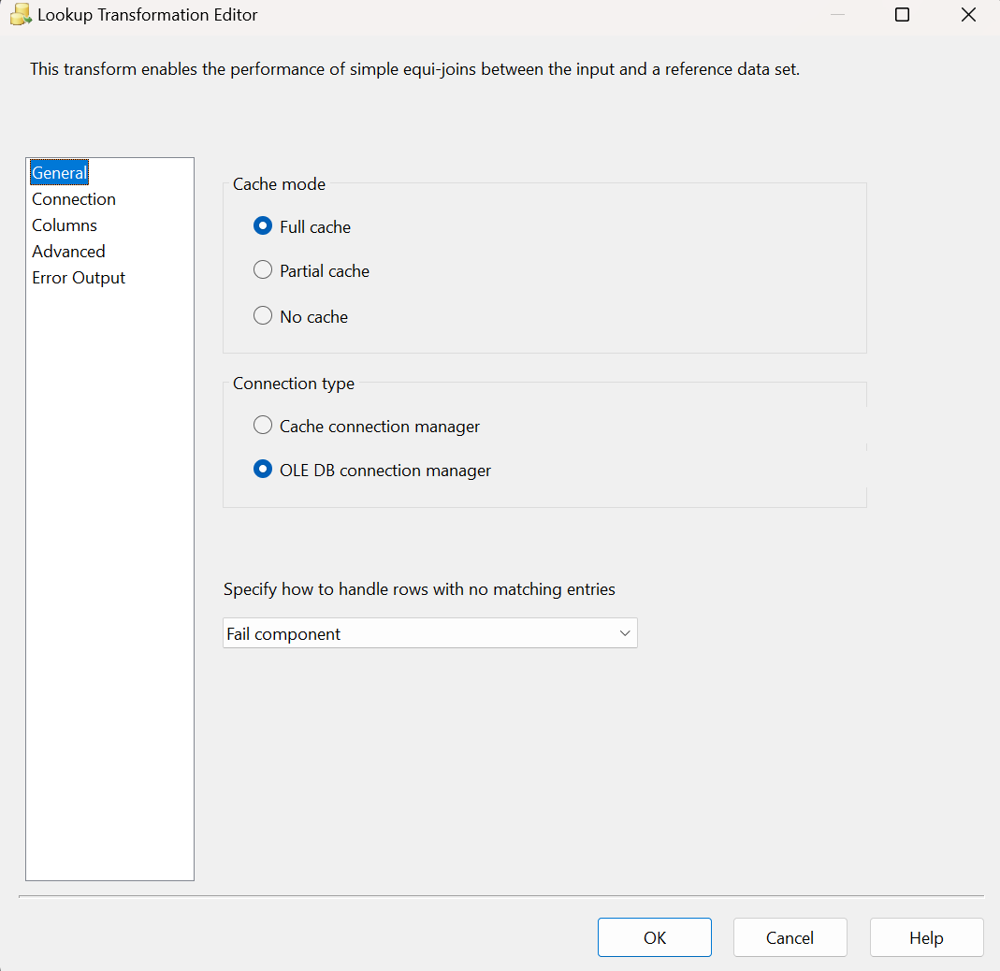 Lookup Transformation Editor
This transform enables the performance of simple equi-joins between the input and a reference data set.
General
Connection
Columns
Advanced
Error Output
Cache mode
Full cache
Partial cache
No cache
Connection type
Cache connection manager
OLE DB connection manager
Specify how to handle rows with no matching entries
Fail component
OK
Cancel
Help